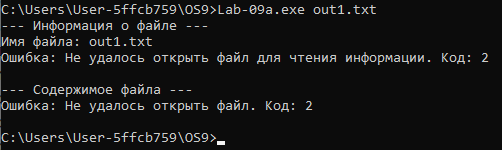 C:\Users\User-5ffcb759\OS9>Lab-09a.exe out1.txt
--- Информация о файле ---
Имя файла: out1.txt
Ошибка: Не удалось открыть файл для чтения информации. Код: 2

--- Содержимое файла ---
Ошибка: Не удалось открыть файл. Код: 2

C:\Users\User-5ffcb759\OS9>